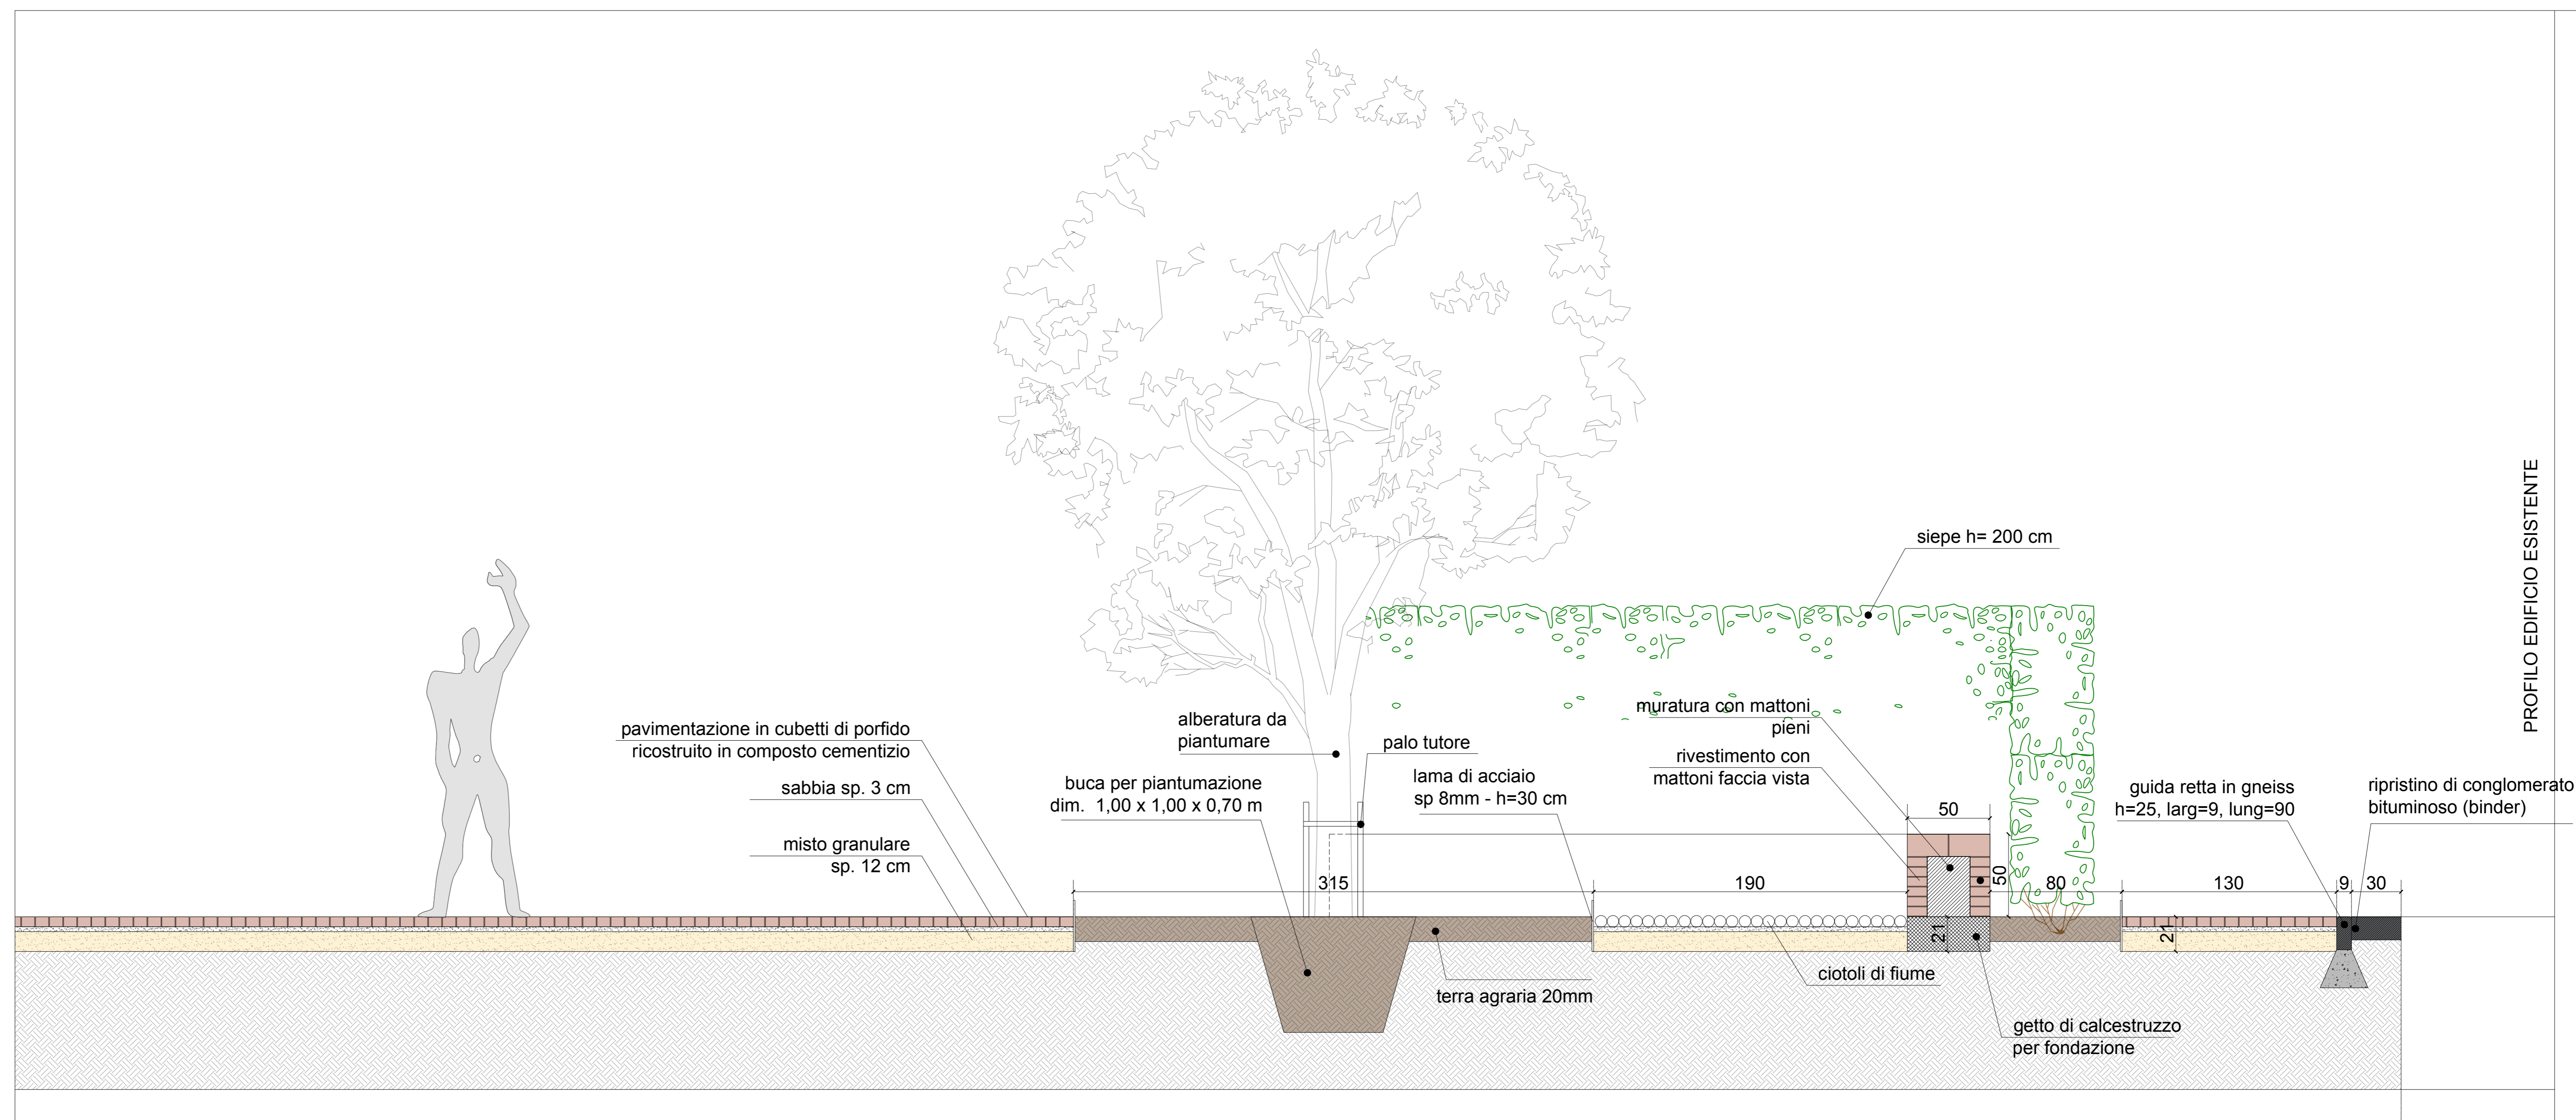 siepe h= 200 cm
PROFILO EDIFICIO ESISTENTE
pavimentazione in cubetti di porfido
ricostruito in composto cementizio
sabbia sp. 3 cm
misto granulare
sp. 12 cm
alberatura da
piantumare
buca per piantumazione
dim. 1,00 x 1,00 x 0,70 m
palo tutore
lama di acciaio
sp 8mm - h=30 cm
muratura con mattoni
pieni
rivestimento con
mattoni faccia vista
guida retta in gneiss
h=25, larg=9, lung=90
ripristino di conglomerato
bituminoso (binder)
50
50
315
190
80
130
9
30
21
21
ciotoli di fiume
terra agraria 20mm
getto di calcestruzzo
per fondazione